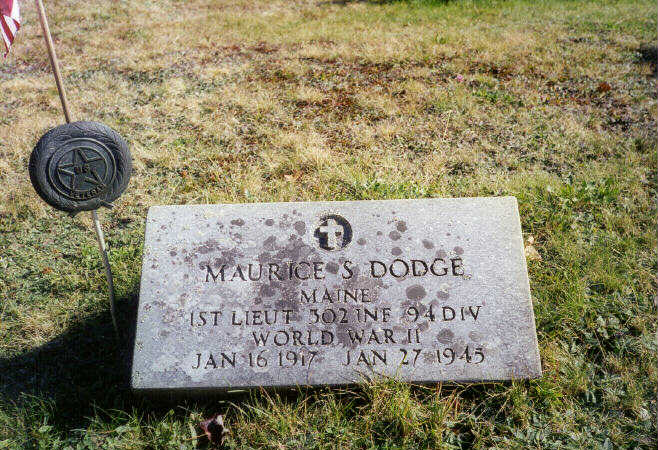 MAURICE S DODGE
MAINE
1ST LIEUT 302 INF 94 DIV
WORLD WAR II
JAN 16 1917 JAN 27 1945